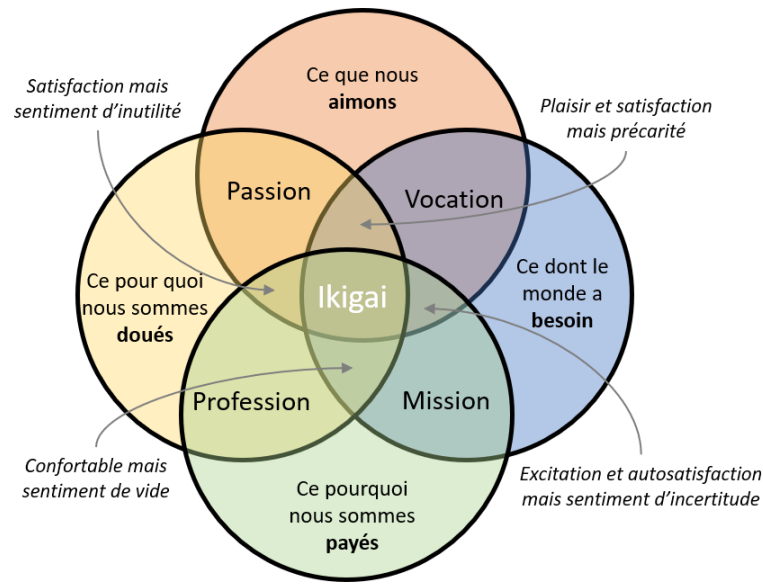 Ce que nous
aimons
Satisfaction mais
sentiment d'inutilité
Plaisir et satisfaction
mais précarité
Passion
Vocation
Ce pour quoi
nous sommes
doués
Ikigai
Ce dont le
monde a
besoin
Profession
Mission
Confortable mais
sentiment de vide
Excitation et autosatisfaction
mais sentiment d'incertitude
Ce pourquoi
nous sommes
payés